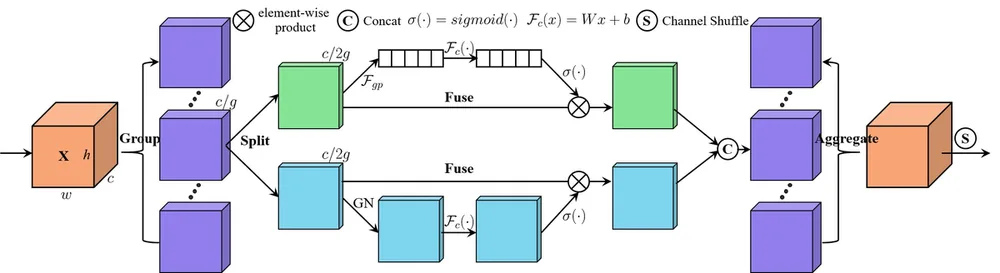 element-wise
product
C Concat σ(·) = sigmoid(·) F_c(x) = Wx + b S Channel Shuffle
c/2g
F_c(·)
F_gp
σ(·)
c/g
Fuse
X h
w
c
Group
Split
C
Aggregate
S
c/2g
Fuse
GN
F_c(·)
σ(·)